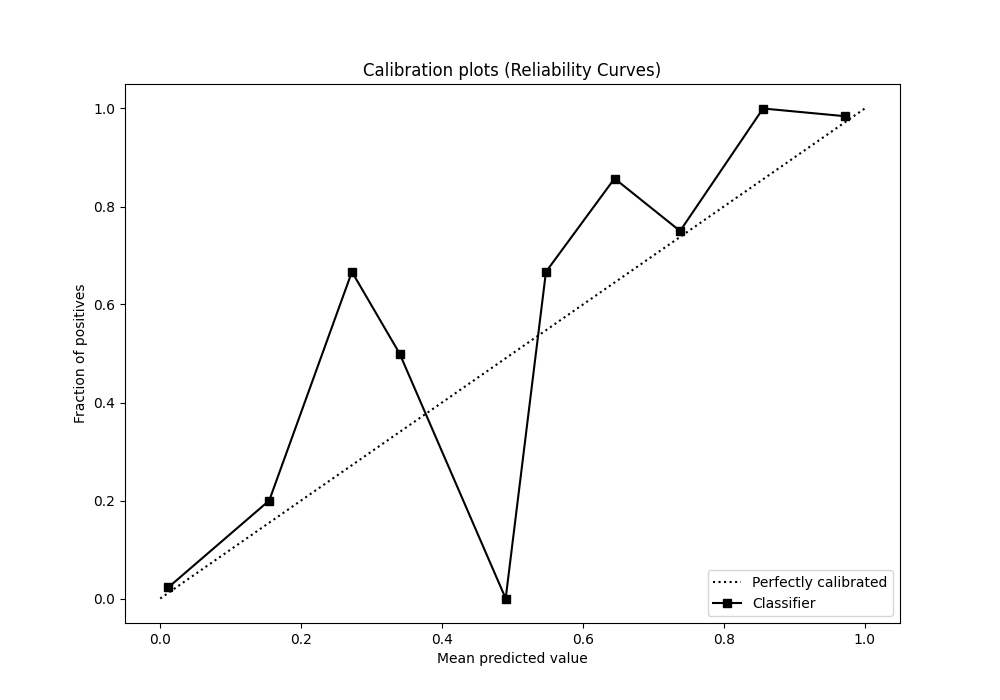 Calibration plots (Reliability Curves)
1.0
0.8
0.6
0.4
0.2
0.0
Fraction of positives
0.0 0.2 0.4 0.6 0.8 1.0
Mean predicted value
Perfectly calibrated
Classifier